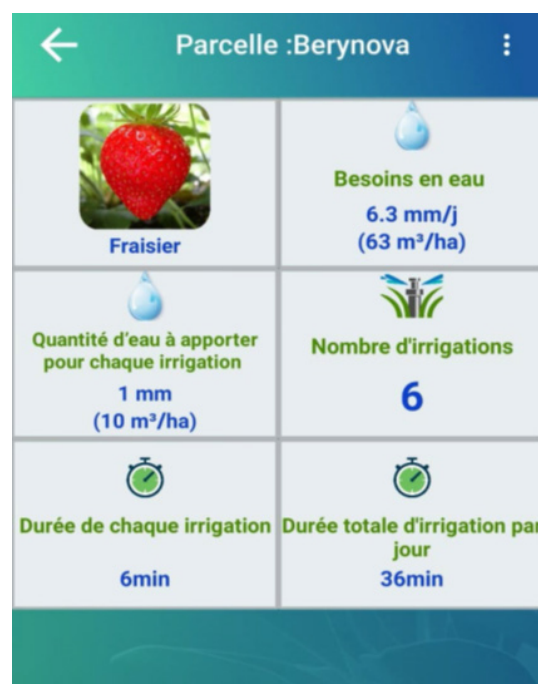 Parcelle :Berynova
Fraisier
Besoins en eau
6.3 mm/j
(63 m³/ha)
Quantité d'eau à apporter
pour chaque irrigation
1 mm
(10 m³/ha)
Nombre d'irrigations
6
Durée de chaque irrigation
6min
Durée totale d'irrigation par
jour
36min